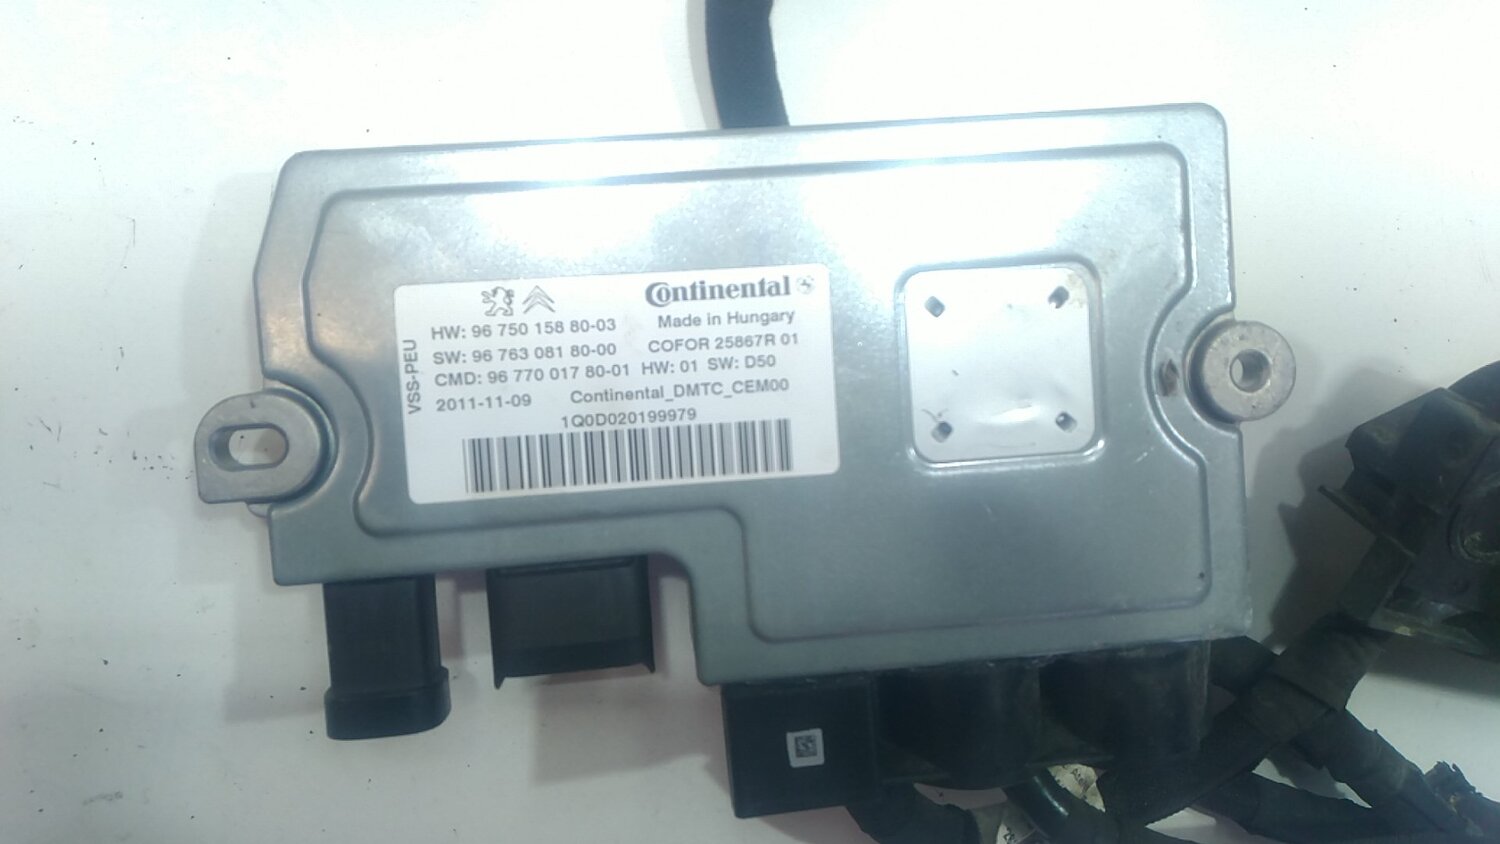 Continental
Made in Hungary
HW: 96 750 158 80-03
SW: 96 763 081 80-00 COFOR 25867R 01
CMD: 96 770 017 80-01 HW: 01 SW: D50
2011-11-09 Continental_DMTC_CEM00
1Q0D020199979
VSS-PEU